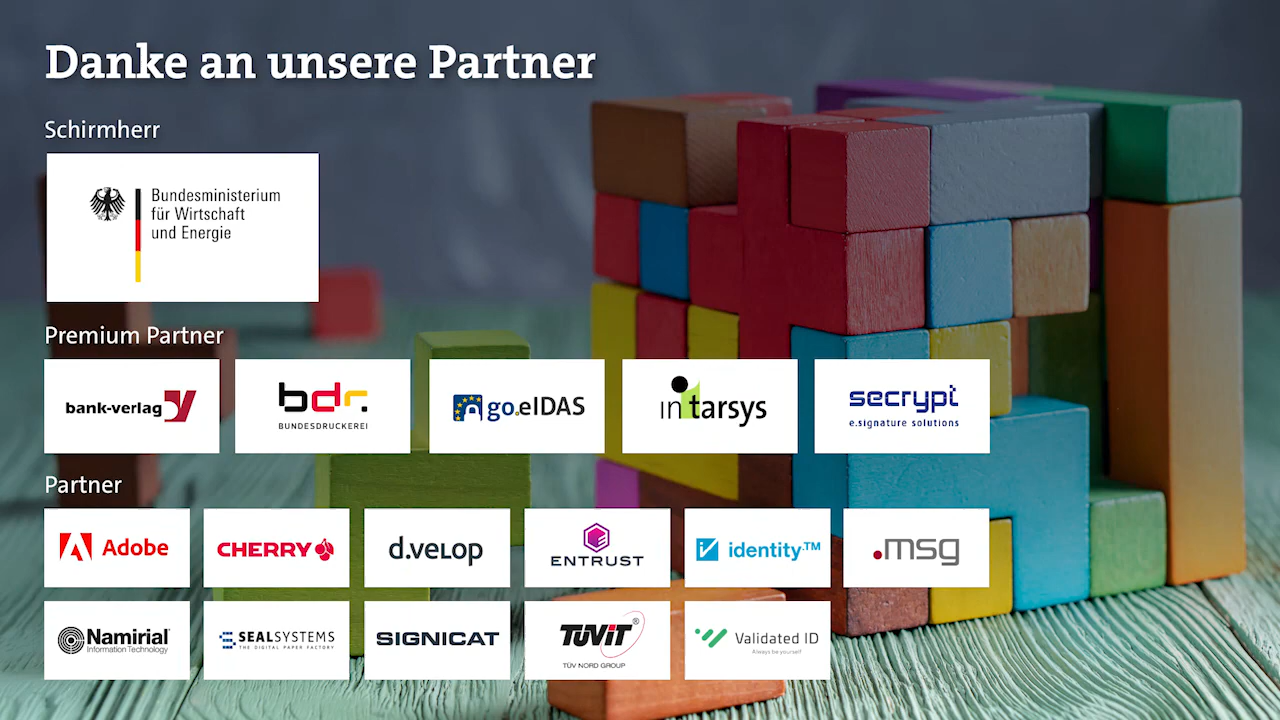 Danke an unsere Partner
Schirmherr
Bundesministerium
für Wirtschaft
und Energie
Premium Partner
bank-verlag
bdr.
BUNDESDRUCKEREI
go.eIDAS
intarsys
secrypt
e.signature solutions
Partner
Adobe
CHERRY
d.velop
ENTRUST
identity.™
.msg
Namirial®
Information Technology
SEALSYSTEMS
THE DIGITAL PAPER FACTORY
SIGNICAT
TÜViT®
TÜV NORD GROUP
Validated ID
Always be yourself